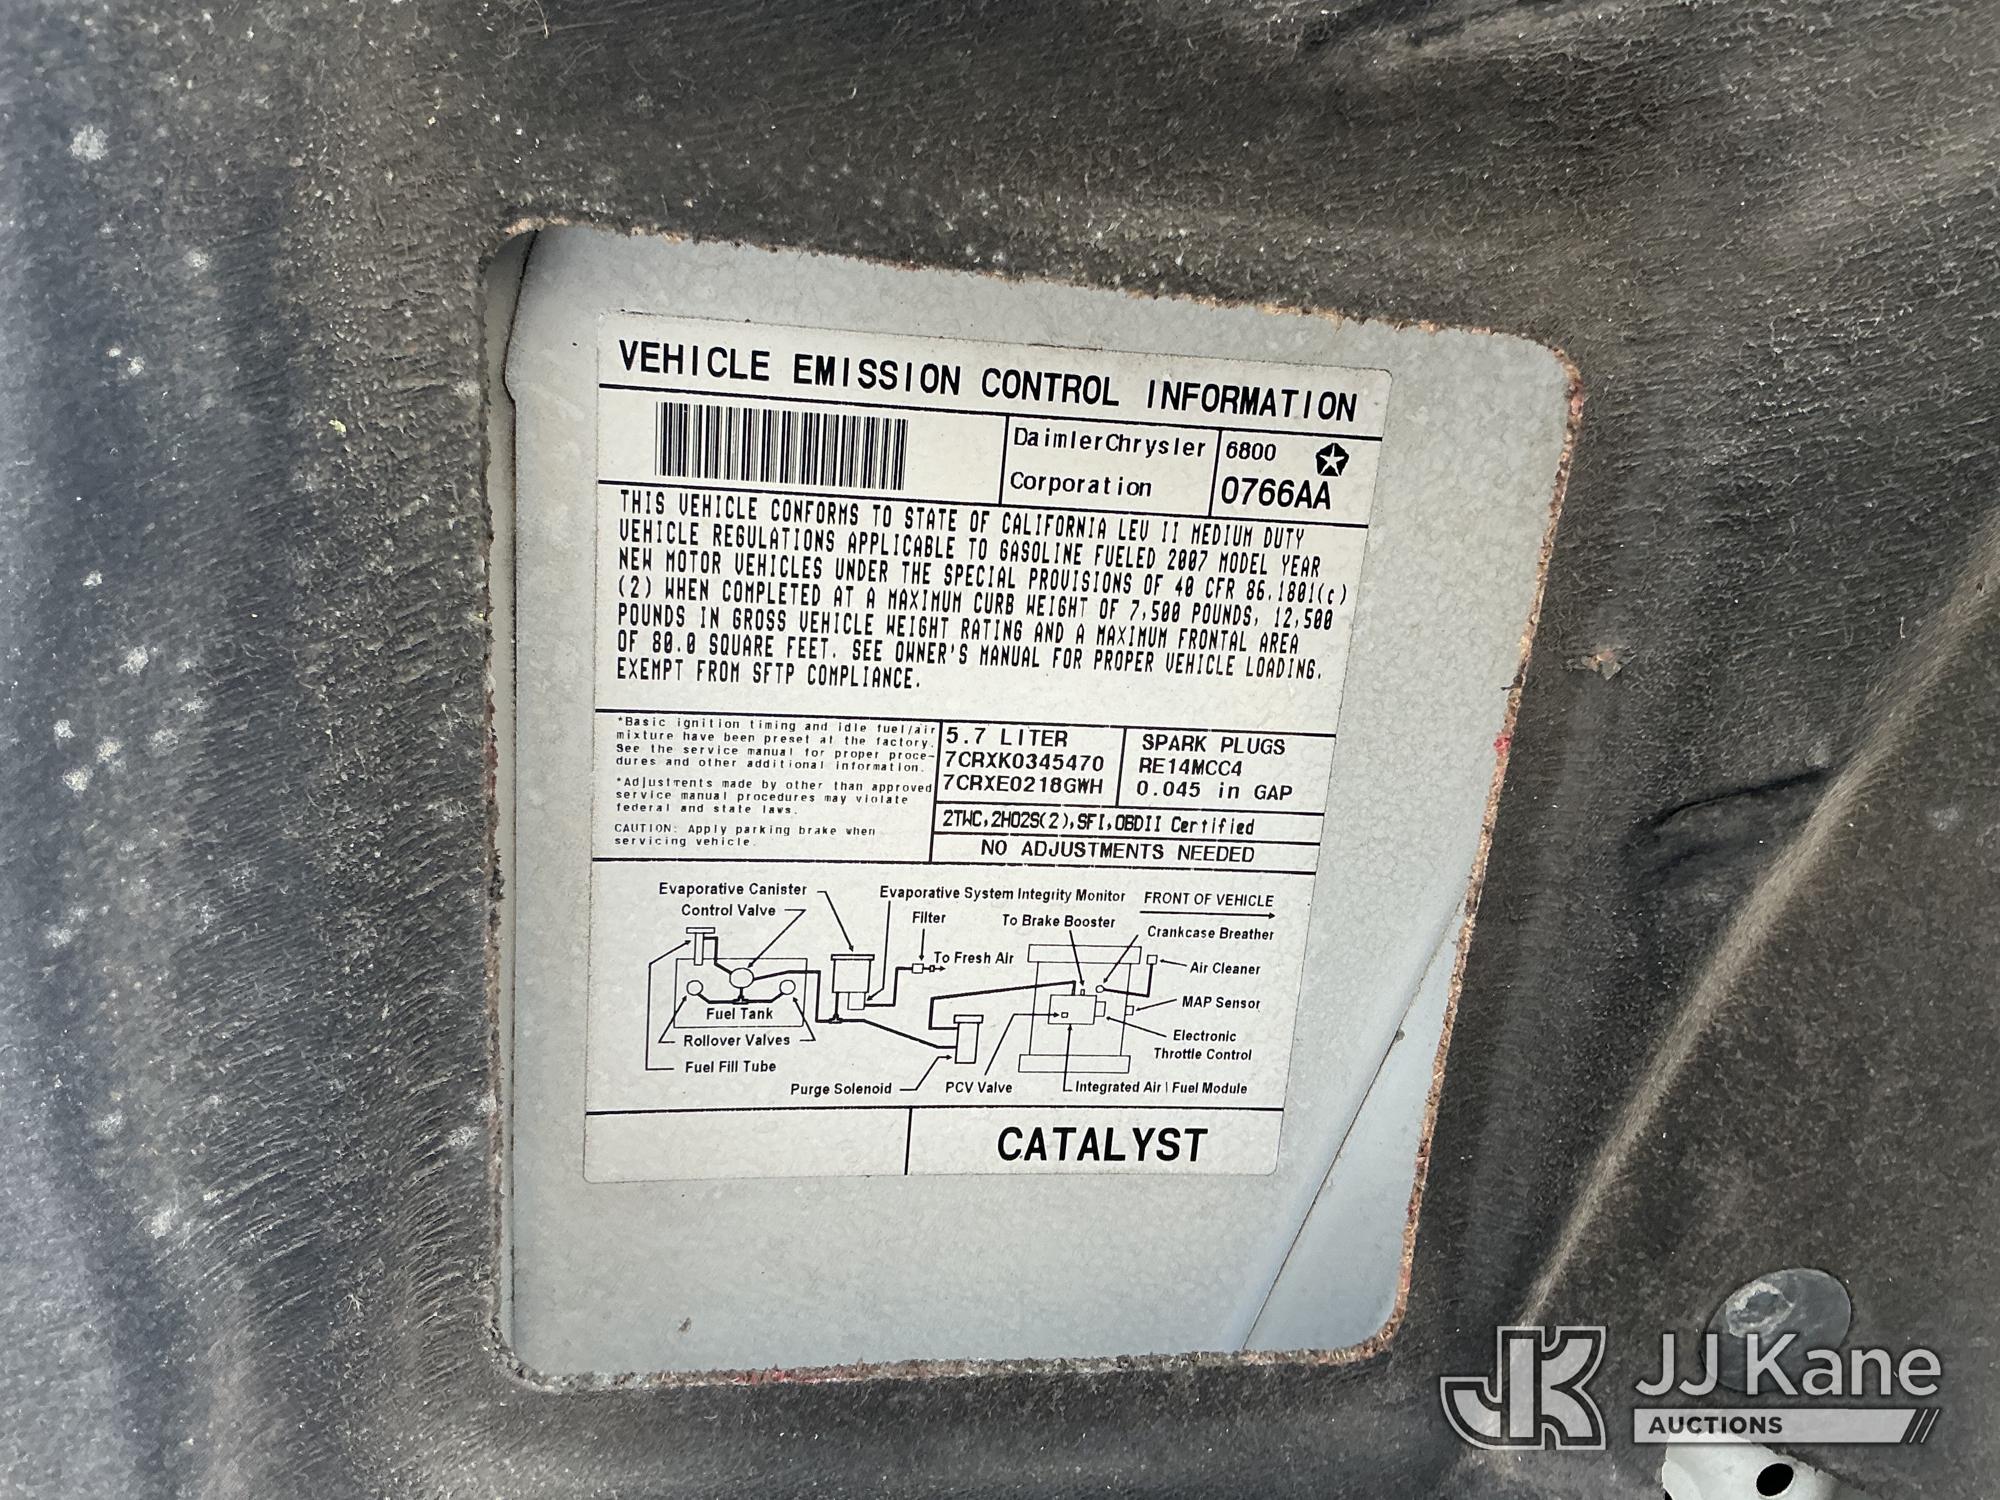 VEHICLE EMISSION CONTROL INFORMATION
DaimlerChrysler
Corporation
6800
0766AA
THIS VEHICLE CONFORMS TO STATE OF CALIFORNIA LEV II MEDIUM DUTY
VEHICLE REGULATIONS APPLICABLE TO GASOLINE FUELED 2007 MODEL YEAR
NEW MOTOR VEHICLES UNDER THE SPECIAL PROVISIONS OF 40 CFR 86.1801(c)
(2) WHEN COMPLETED AT A MAXIMUM CURB WEIGHT OF 7,500 POUNDS, 12,500
POUNDS IN GROSS VEHICLE WEIGHT RATING AND A MAXIMUM FRONTAL AREA
OF 80.0 SQUARE FEET. SEE OWNER'S MANUAL FOR PROPER VEHICLE LOADING.
EXEMPT FROM SFTP COMPLIANCE.
*Basic ignition timing and idle fuel/air
mixture have been preset at the factory.
See the service manual for proper proce-
dures and other additional information.
*Adjustments made by other than approved
service manual procedures may violate
federal and state laws.
CAUTION: Apply parking brake when
servicing vehicle.
5.7 LITER
7CRXK0345470
7CRXE0218GWH
SPARK PLUGS
RE14MCC4
0.045 in GAP
2TWC,2HO2S(2),SFI,OBDII Certified
NO ADJUSTMENTS NEEDED
Evaporative Canister
Control Valve
Evaporative System Integrity Monitor
Filter
To Fresh Air
To Brake Booster
FRONT OF VEHICLE
Crankcase Breather
Air Cleaner
MAP Sensor
Electronic
Throttle Control
Fuel Tank
Rollover Valves
Fuel Fill Tube
Purge Solenoid
PCV Valve
Integrated Air | Fuel Module
CATALYST
JK
JJ Kane
AUCTIONS